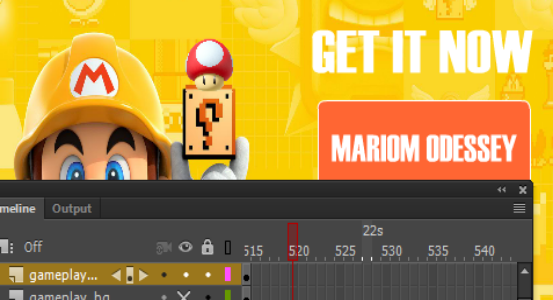 M
?
GET IT NOW
MARIOM ODESSEY
meline Output
Off 22s
515 520 525 530 535 540
gameplay...
gameplay_bg